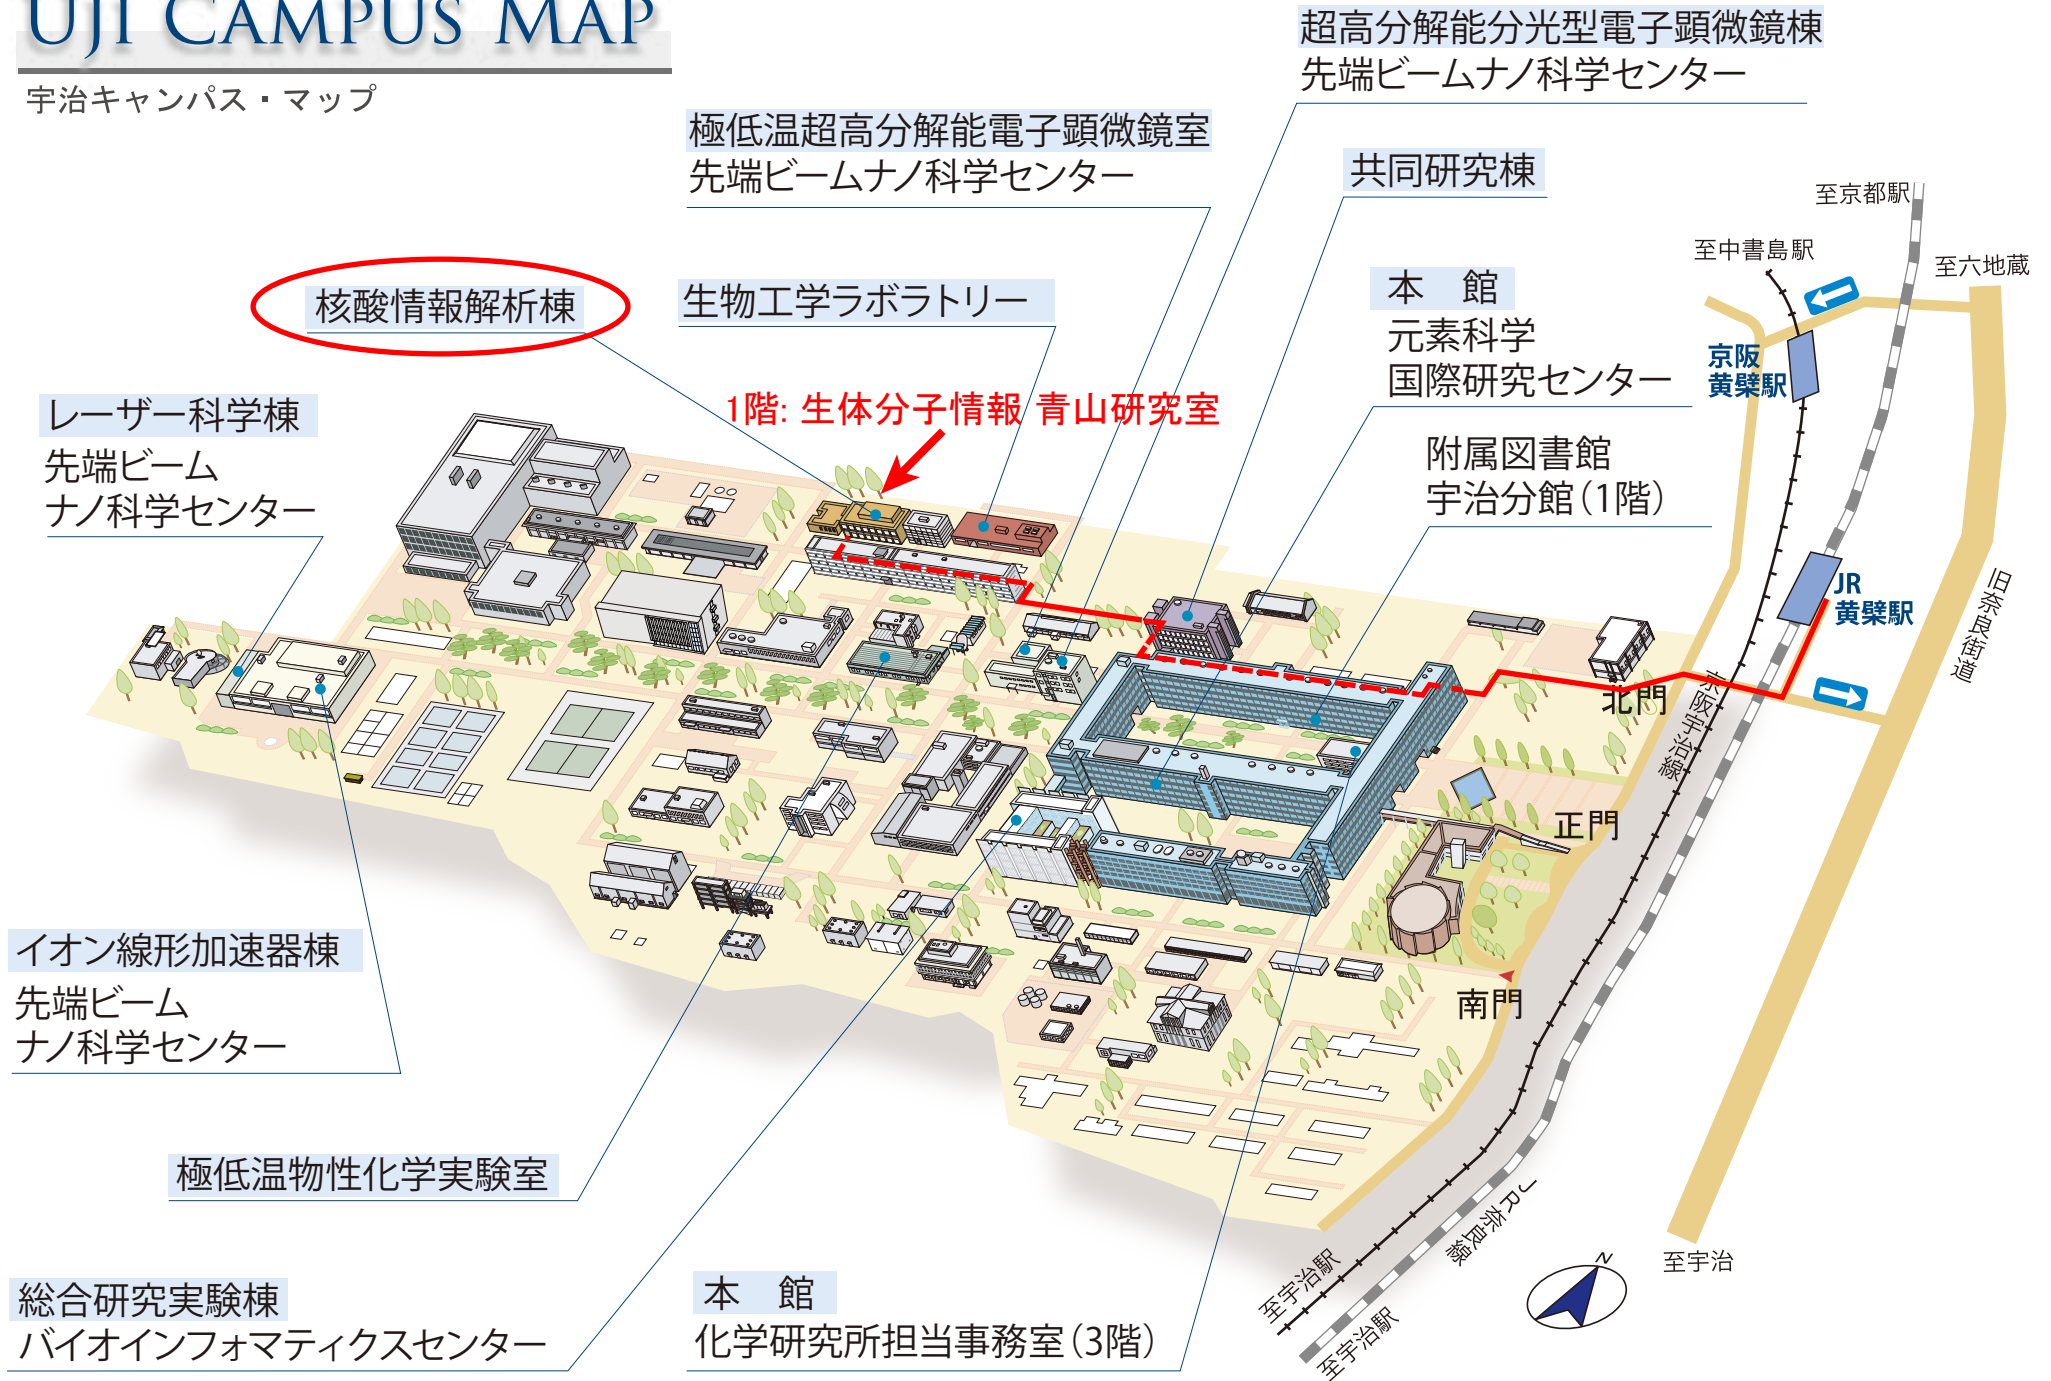 UJI CAMPUS MAP
宇治キャンパス・マップ
超高分解能分光型電子顕微鏡棟
先端ビームナノ科学センター
極低温超高分解能電子顕微鏡室
先端ビームナノ科学センター
共同研究棟
至京都駅
至中書島駅
至六地蔵
核酸情報解析棟
生物工学ラボラトリー
本 館
元素科学
国際研究センター
京阪
黄檗駅
1階: 生体分子情報 青山研究室
レーザー科学棟
先端ビーム
ナノ科学センター
附属図書館
宇治分館(1階)
JR
黄檗駅
旧奈良街道
北門
京阪宇治線
正門
イオン線形加速器棟
先端ビーム
ナノ科学センター
南門
極低温物性化学実験室
JR奈良線
至宇治
N
至宇治駅
至宇治駅
総合研究実験棟
バイオインフォマティクスセンター
本 館
化学研究所担当事務室(3階)